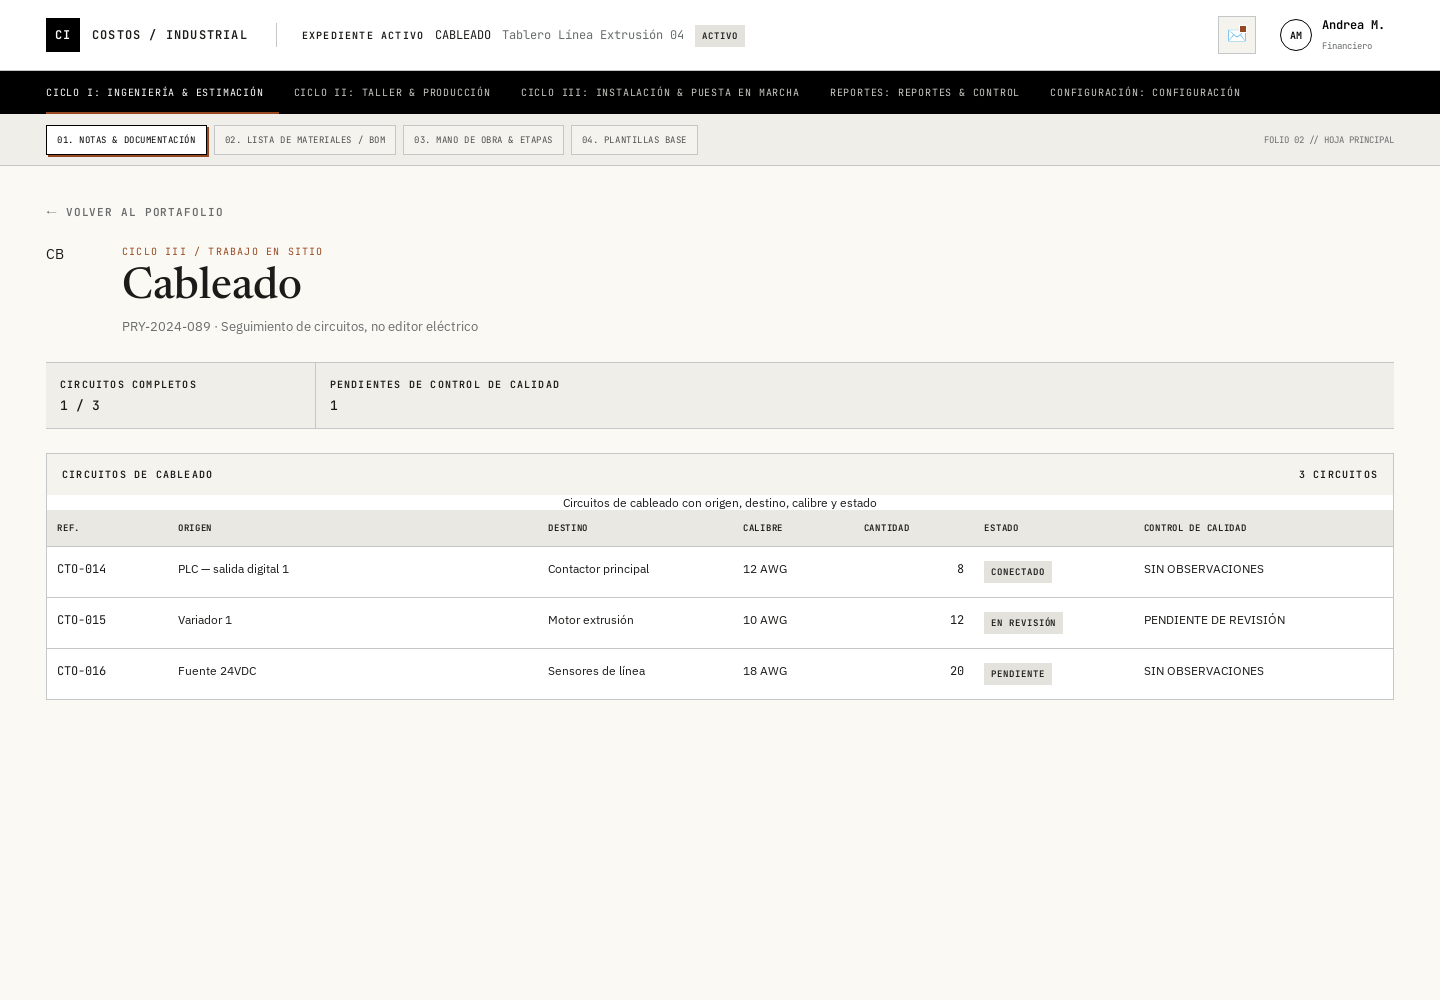 CI COSTOS / INDUSTRIAL EXPEDIENTE ACTIVO CABLEADO Tablero Línea Extrusión 04 ACTIVO AM Andrea M.
Financiero
CICLO I: INGENIERÍA & ESTIMACIÓN CICLO II: TALLER & PRODUCCIÓN CICLO III: INSTALACIÓN & PUESTA EN MARCHA REPORTES: REPORTES & CONTROL CONFIGURACIÓN: CONFIGURACIÓN
01. NOTAS & DOCUMENTACIÓN 02. LISTA DE MATERIALES / BOM 03. MANO DE OBRA & ETAPAS 04. PLANTILLAS BASE FOLIO 02 // HOJA PRINCIPAL
← VOLVER AL PORTAFOLIO
CB CICLO III / TRABAJO EN SITIO
Cableado
PRY-2024-089 · Seguimiento de circuitos, no editor eléctrico
CIRCUITOS COMPLETOS PENDIENTES DE CONTROL DE CALIDAD
1 / 3 1
CIRCUITOS DE CABLEADO 3 CIRCUITOS
Circuitos de cableado con origen, destino, calibre y estado
REF. ORIGEN DESTINO CALIBRE CANTIDAD ESTADO CONTROL DE CALIDAD
CTO-014 PLC — salida digital 1 Contactor principal 12 AWG 8 CONECTADO SIN OBSERVACIONES
CTO-015 Variador 1 Motor extrusión 10 AWG 12 EN REVISIÓN PENDIENTE DE REVISIÓN
CTO-016 Fuente 24VDC Sensores de línea 18 AWG 20 PENDIENTE SIN OBSERVACIONES